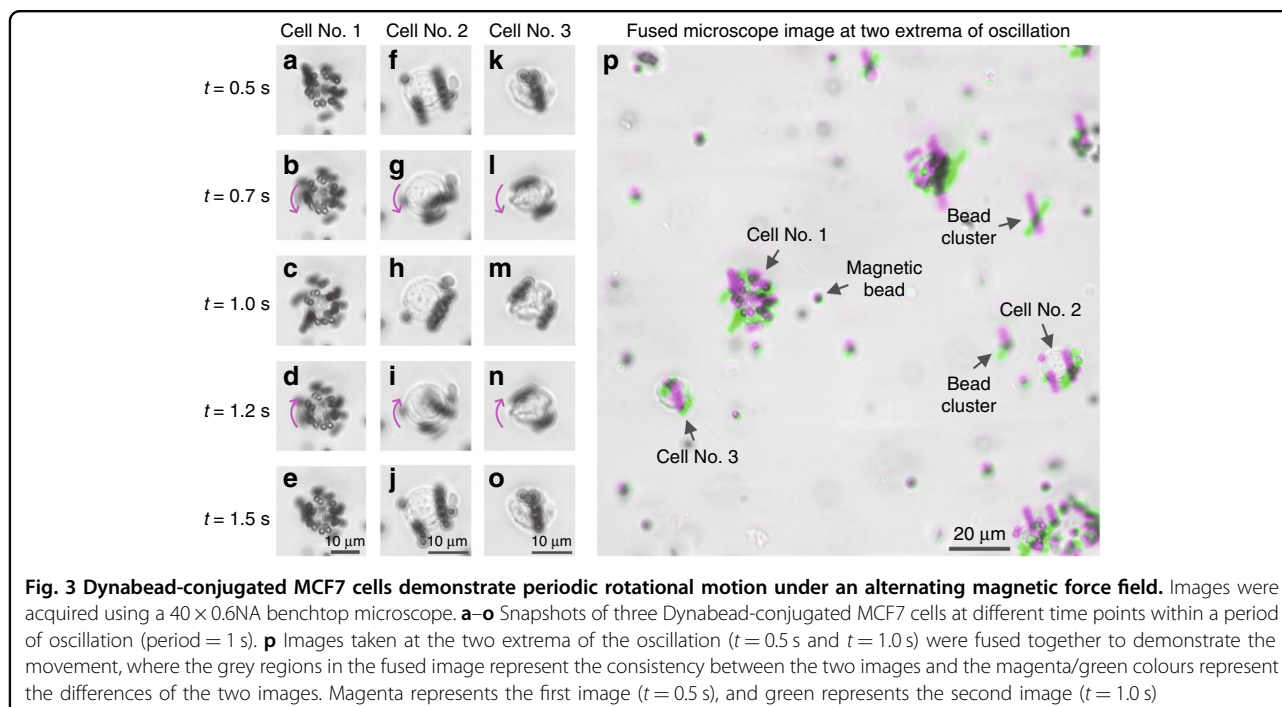 Cell No. 1 Cell No. 2 Cell No. 3 Fused microscope image at two extrema of oscillation
a f k p
t = 0.5 s
b g l
t = 0.7 s
Bead
cluster
Cell No. 1
c h m
Magnetic
bead
t = 1.0 s
Cell No. 2
d i n
t = 1.2 s
Bead
cluster
Cell No. 3
e j o
t = 1.5 s
10 μm 10 μm 10 μm 20 μm
Fig. 3 Dynabead-conjugated MCF7 cells demonstrate periodic rotational motion under an alternating magnetic force field. Images were
acquired using a 40 × 0.6NA benchtop microscope. a–o Snapshots of three Dynabead-conjugated MCF7 cells at different time points within a period
of oscillation (period = 1 s). p Images taken at the two extrema of the oscillation (t = 0.5 s and t = 1.0 s) were fused together to demonstrate the
movement, where the grey regions in the fused image represent the consistency between the two images and the magenta/green colours represent
the differences of the two images. Magenta represents the first image (t = 0.5 s), and green represents the second image (t = 1.0 s)